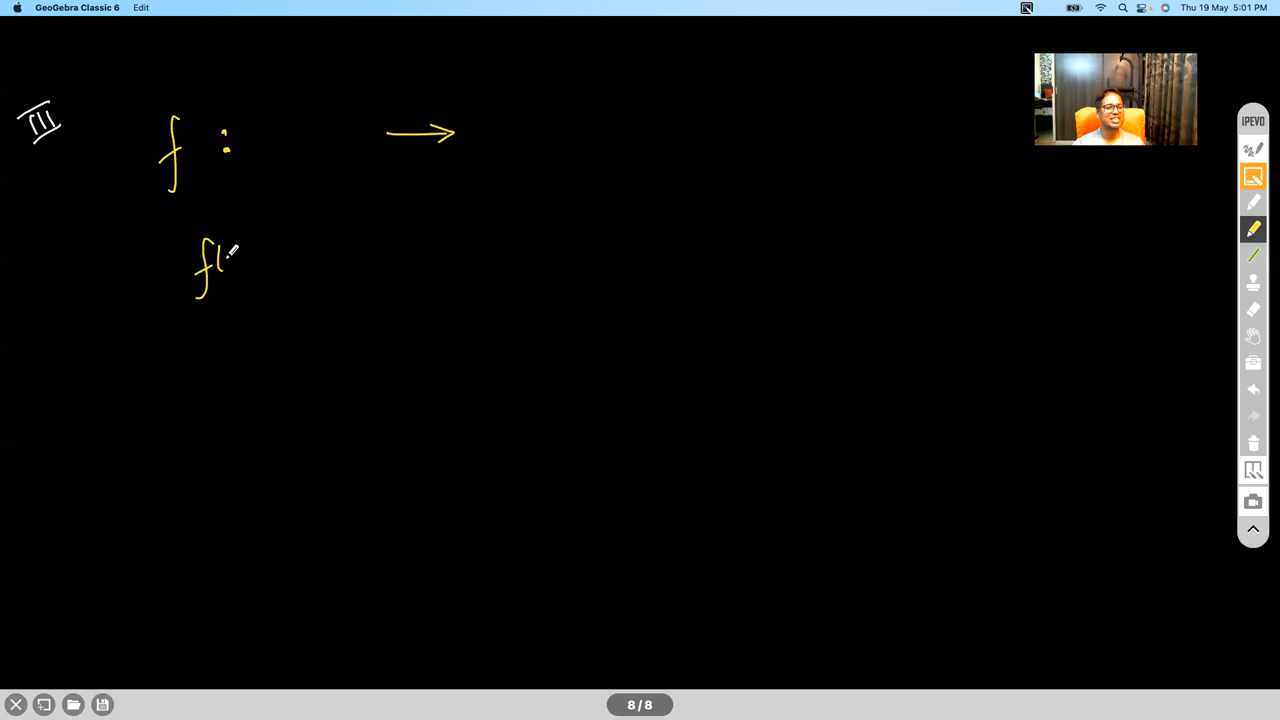 GeoGebra Classic 6 Edit Thu 19 May 5:01 PM
IPEVO
III f : →
f(
8 / 8